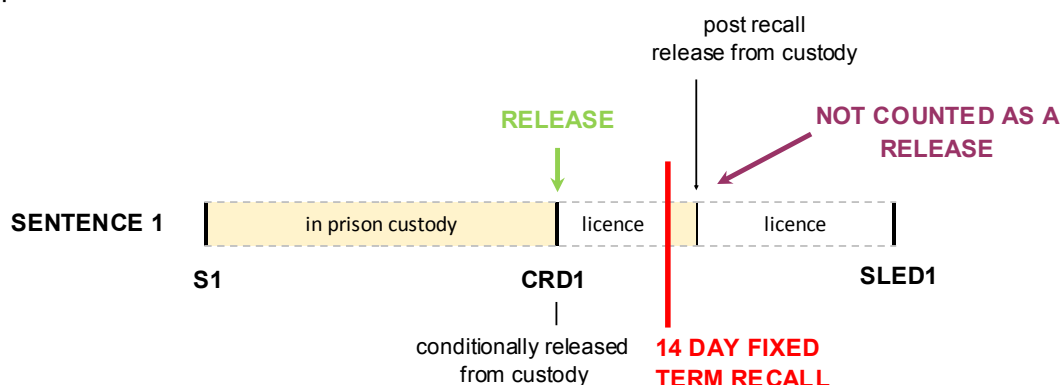 post recall
release from custody
RELEASE
NOT COUNTED AS A
RELEASE
SENTENCE 1
in prison custody
licence
licence
S1
CRD1
SLED1
conditionally released
from custody
14 DAY FIXED
TERM RECALL